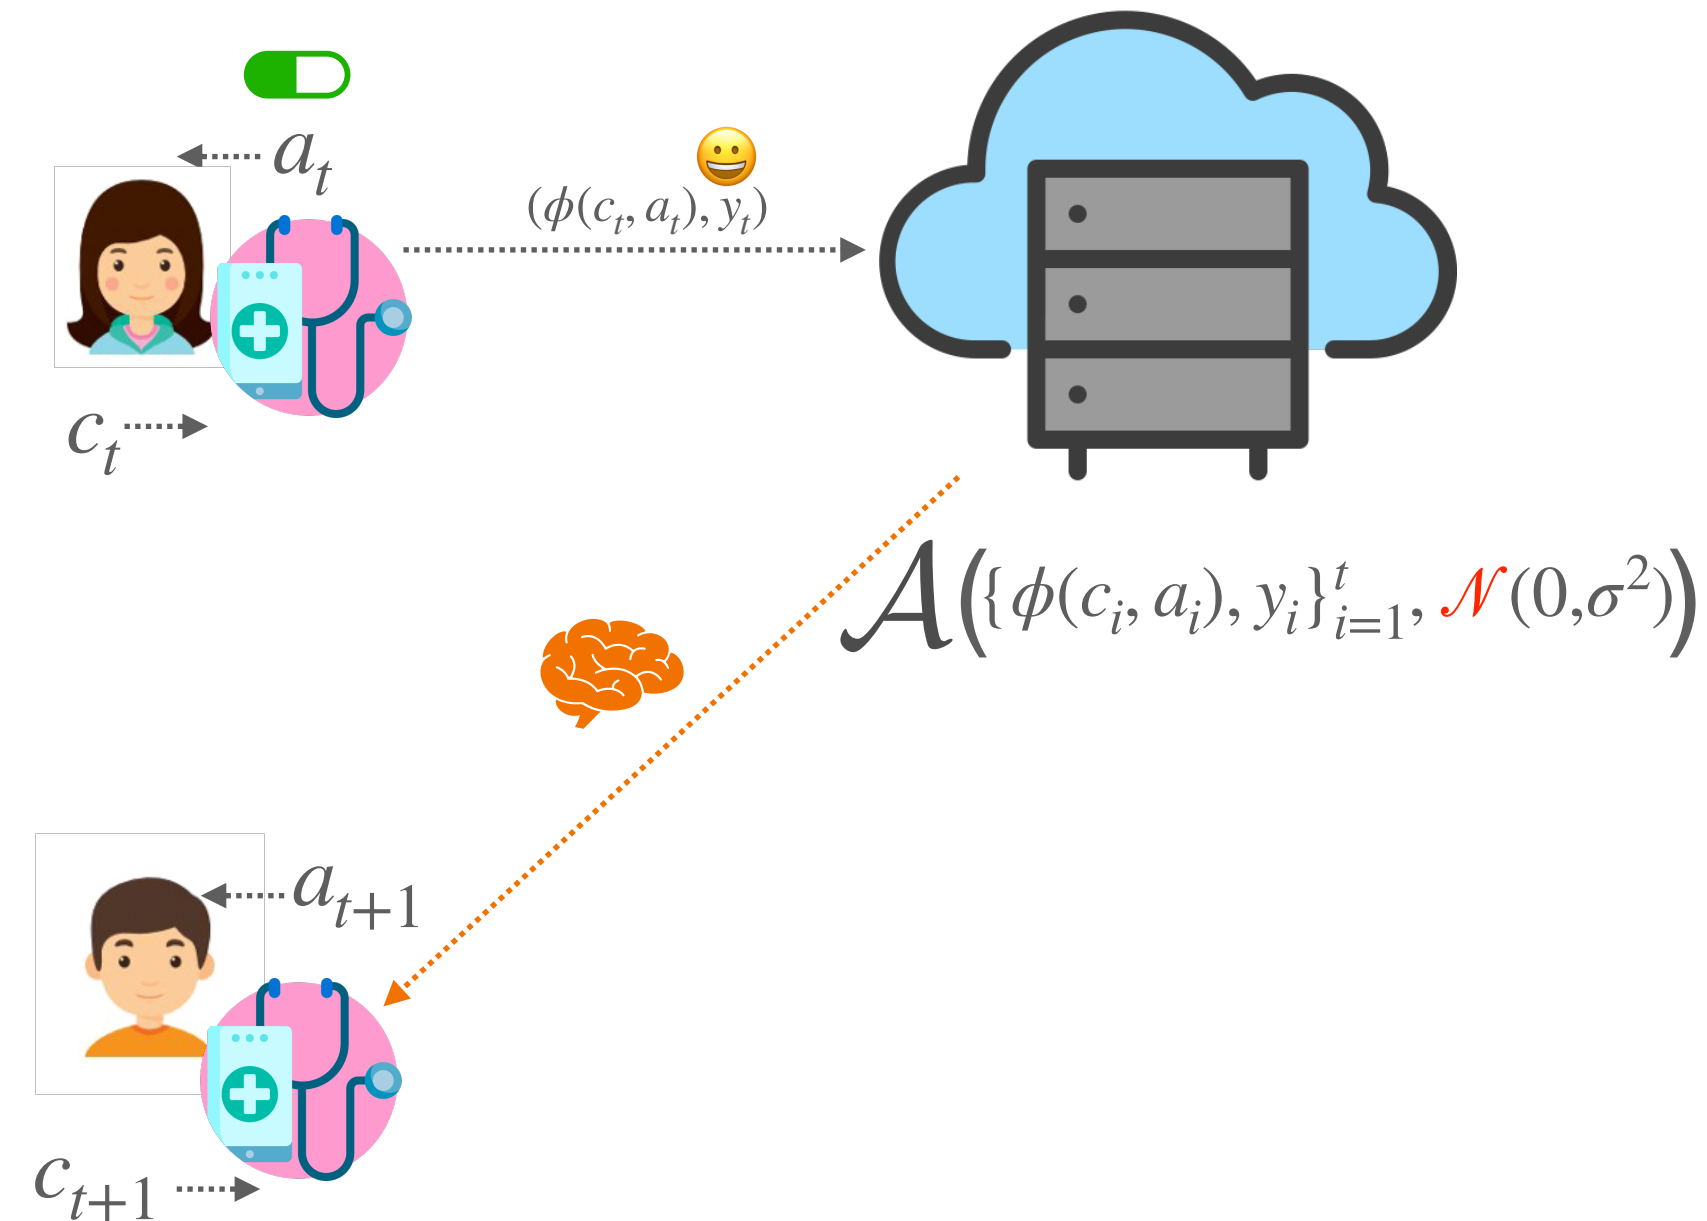 a_t
(ϕ(c_t, a_t), y_t)
c_t
𝒜({ϕ(c_i, a_i), y_i}_{i=1}^t, 𝒩(0,σ^2))
a_{t+1}
c_{t+1}